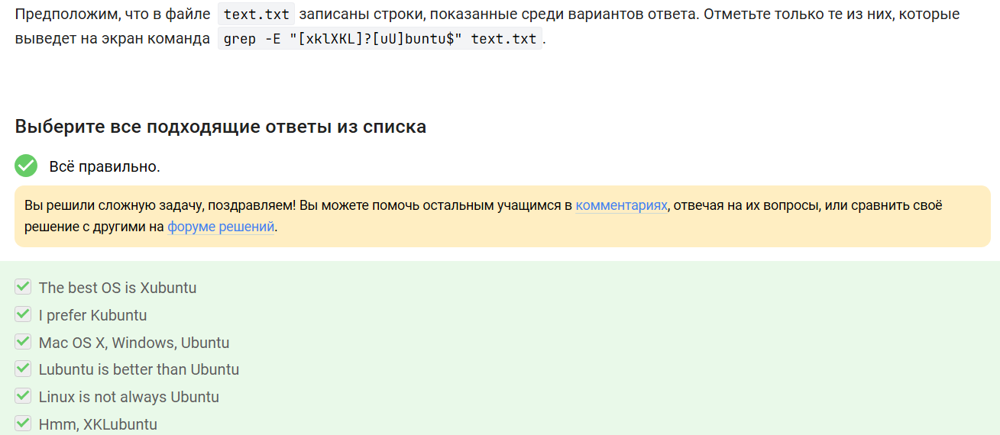 Предположим, что в файле text.txt записаны строки, показанные среди вариантов ответа. Отметьте только те из них, которые
выведет на экран команда grep -E "[xklXKL]?[uU]buntu$" text.txt.
Выберите все подходящие ответы из списка
Всё правильно.
Вы решили сложную задачу, поздравляем! Вы можете помочь остальным учащимся в комментариях, отвечая на их вопросы, или сравнить своё
решение с другими на форуме решений.
The best OS is Xubuntu
I prefer Kubuntu
Mac OS X, Windows, Ubuntu
Lubuntu is better than Ubuntu
Linux is not always Ubuntu
Hmm, XKLubuntu